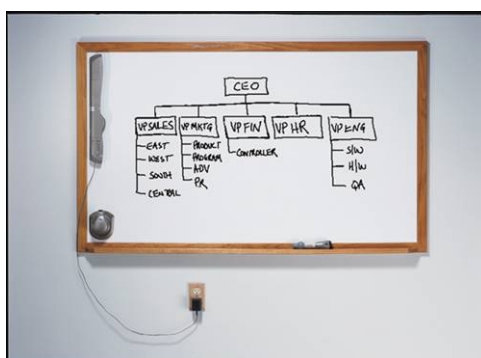 CEO
VP SALES
EAST
WEST
SOUTH
CENTRAL
VP MKTG
PRODUCT
PROGRAM
ADV
PR
VP FIN
CONTROLLER
VP HR
VP ENG
S/W
H/W
QA